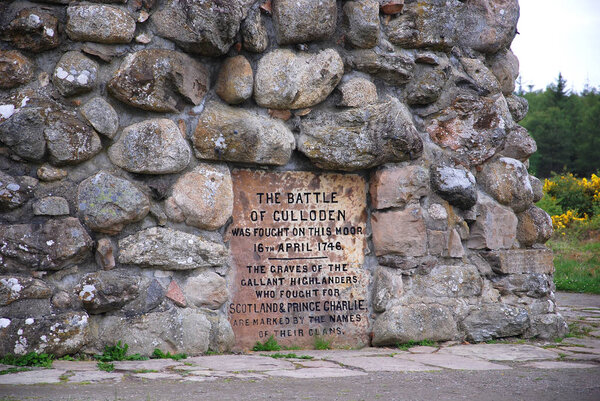 THE BATTLE
OF CULLODEN
WAS FOUGHT ON THIS MOOR
16TH APRIL 1746.
THE GRAVES OF THE
GALLANT HIGHLANDERS
WHO FOUGHT FOR
SCOTLAND & PRINCE CHARLIE,
ARE MARKED BY THE NAMES
OF THEIR CLANS.